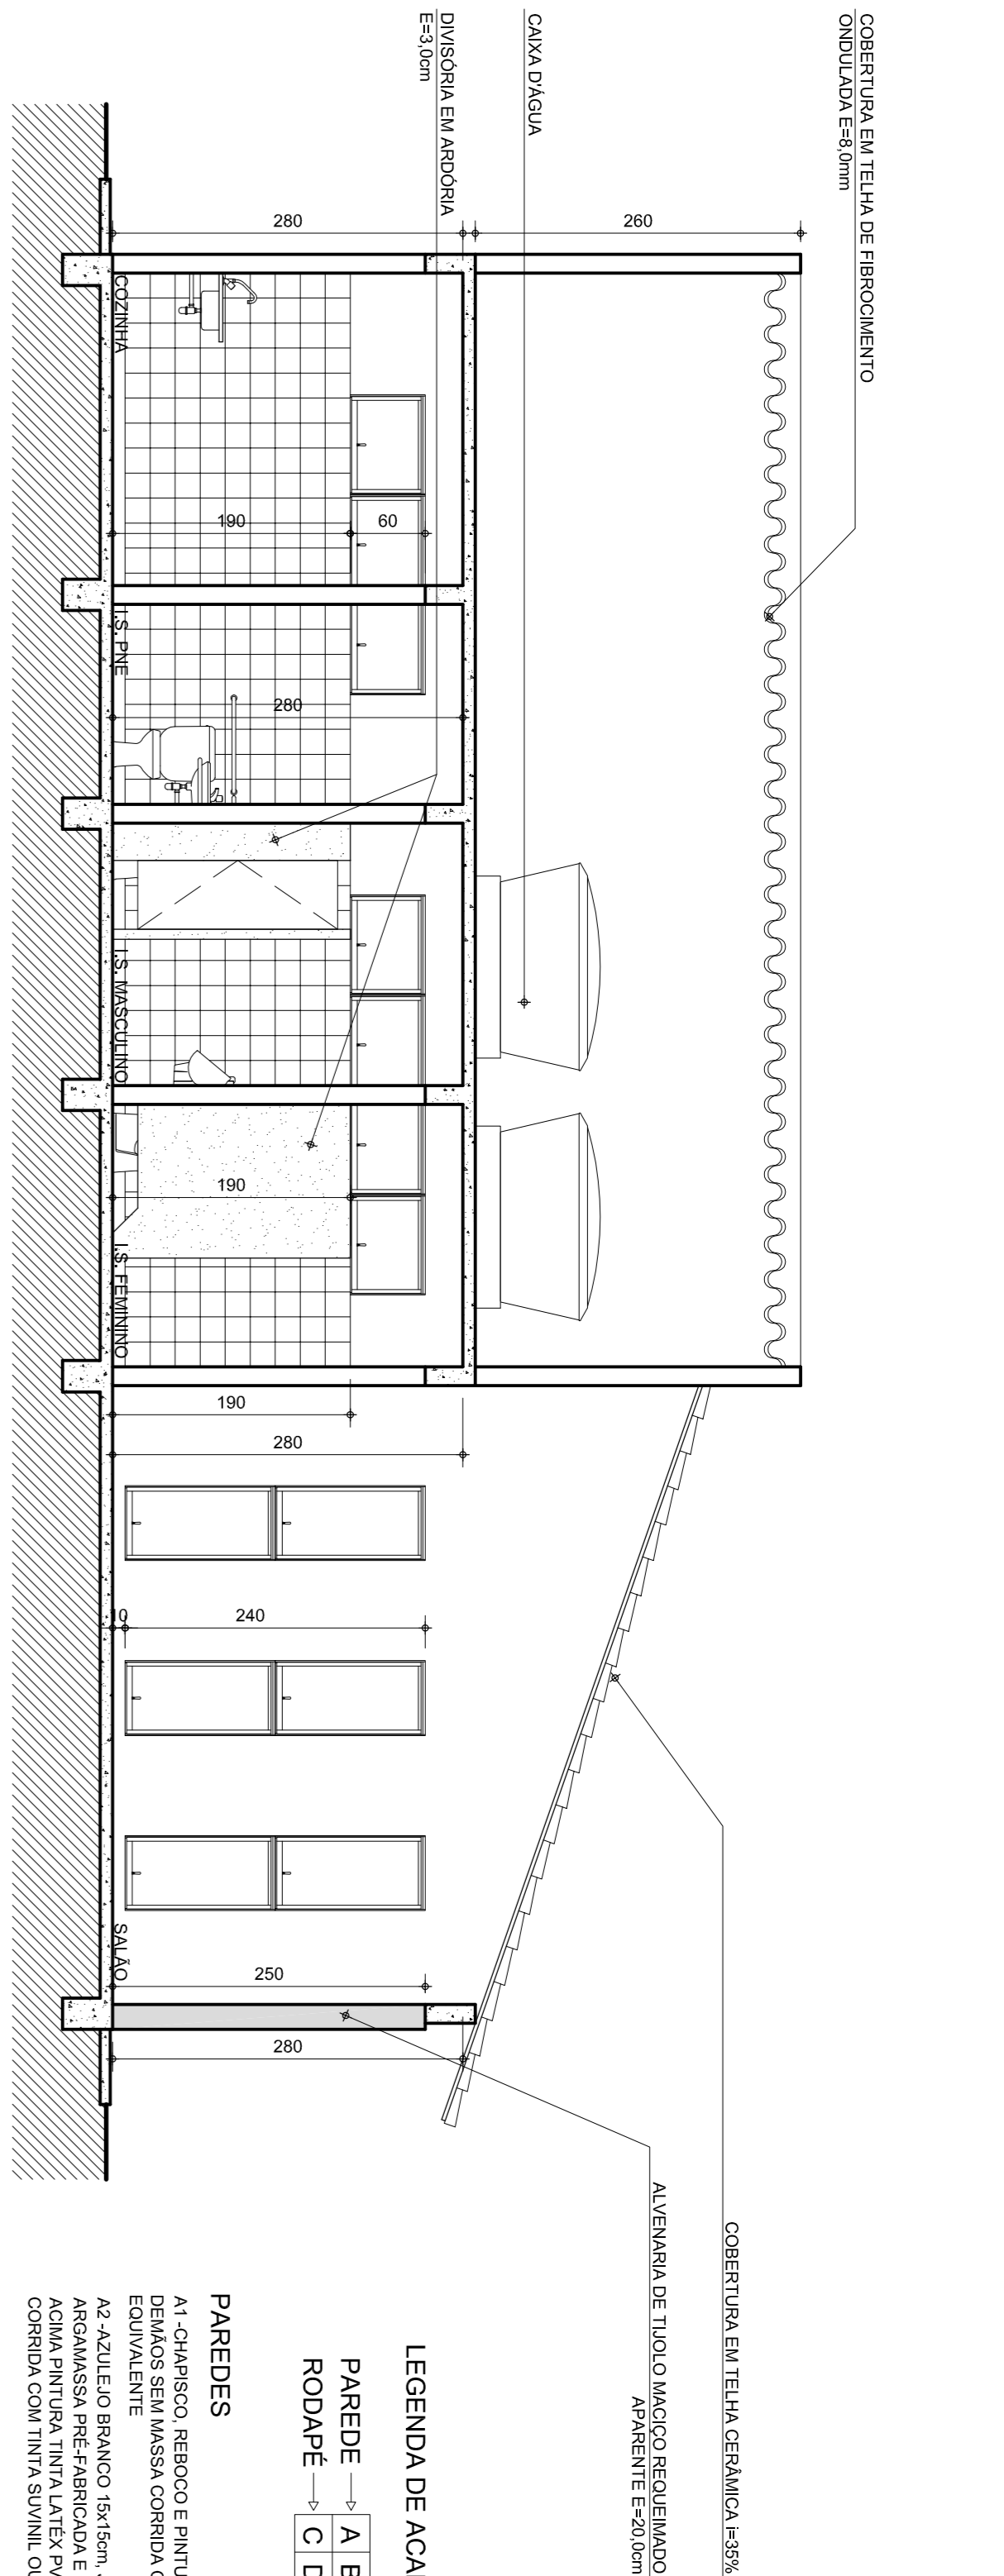 COBERTURA EM TELHA DE FIBROCIMENTO
ONDULADA E=8,0mm
CAIXA D'ÁGUA
DIVISÓRIA EM ARDÓRIA
E=3,0cm
280
260
COZINHA
190
60
I.S. PNE
280
I.S. MASCULINO
190
I.S. FEMININO
190
280
10
240
SALÃO
250
280
COBERTURA EM TELHA CERÂMICA i=35%
ALVENARIA DE TIJOLO MACIÇO REQUEIMADO
APARENTE E=20,0cm
LEGENDA DE ACA
PAREDE
A
RODAPÉ
C
PAREDES
A1 -CHAPISCO, REBOCO E PINTU
DEMÃOS SEM MASSA CORRIDA
EQUIVALENTE
A2 -AZULEJO BRANCO 15x15cm,
ARGAMASSA PRÉ-FABRICADA E
ACIMA PINTURA TINTA LATÉX PV
CORRIDA COM TINTA SUVINIL OU